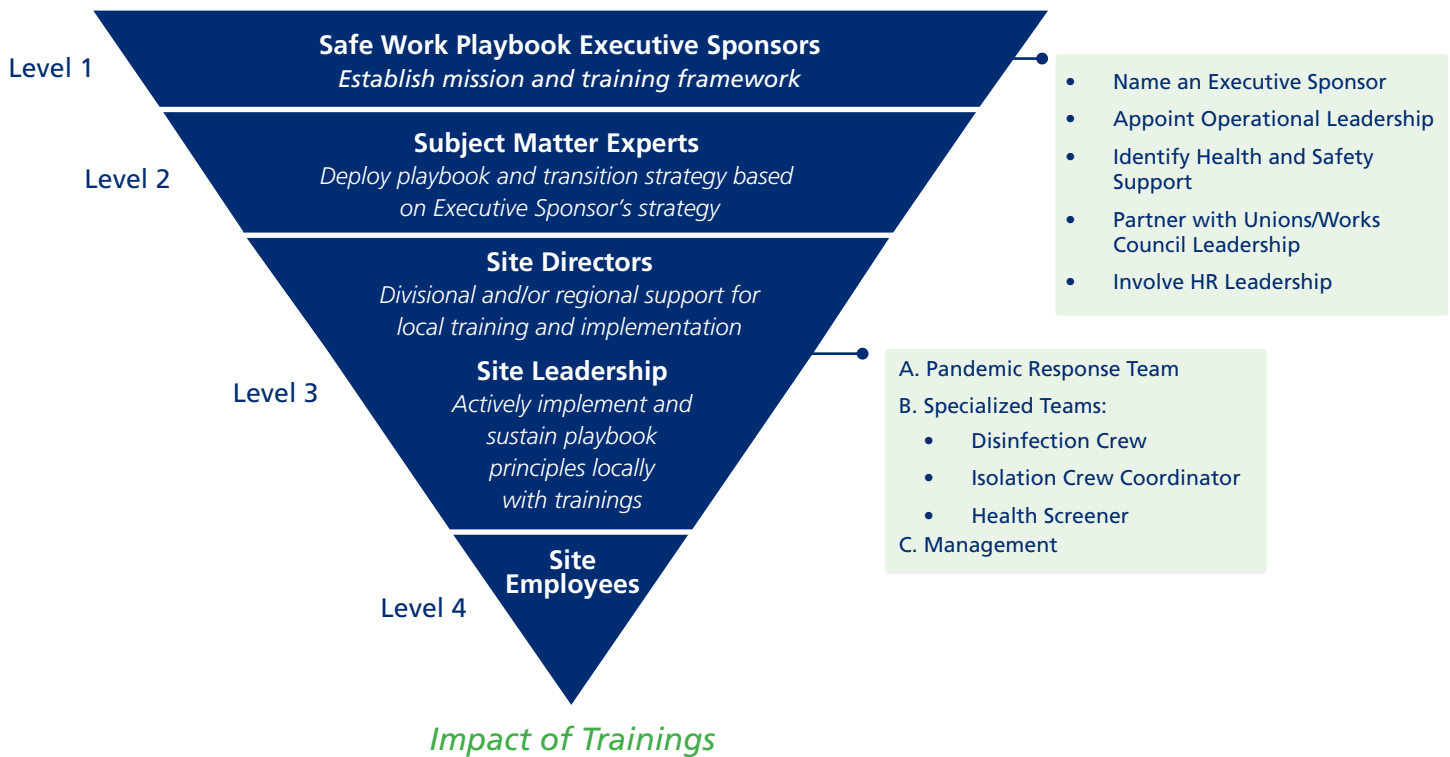 Level 1
Safe Work Playbook Executive Sponsors
Establish mission and training framework
• Name an Executive Sponsor
• Appoint Operational Leadership
• Identify Health and Safety
Support
• Partner with Unions/Works
Council Leadership
• Involve HR Leadership
Level 2
Subject Matter Experts
Deploy playbook and transition strategy based
on Executive Sponsor’s strategy
Level 3
Site Directors
Divisional and/or regional support for
local training and implementation
Site Leadership
Actively implement and
sustain playbook
principles locally
with trainings
A. Pandemic Response Team
B. Specialized Teams:
• Disinfection Crew
• Isolation Crew Coordinator
• Health Screener
C. Management
Level 4
Site
Employees
Impact of Trainings